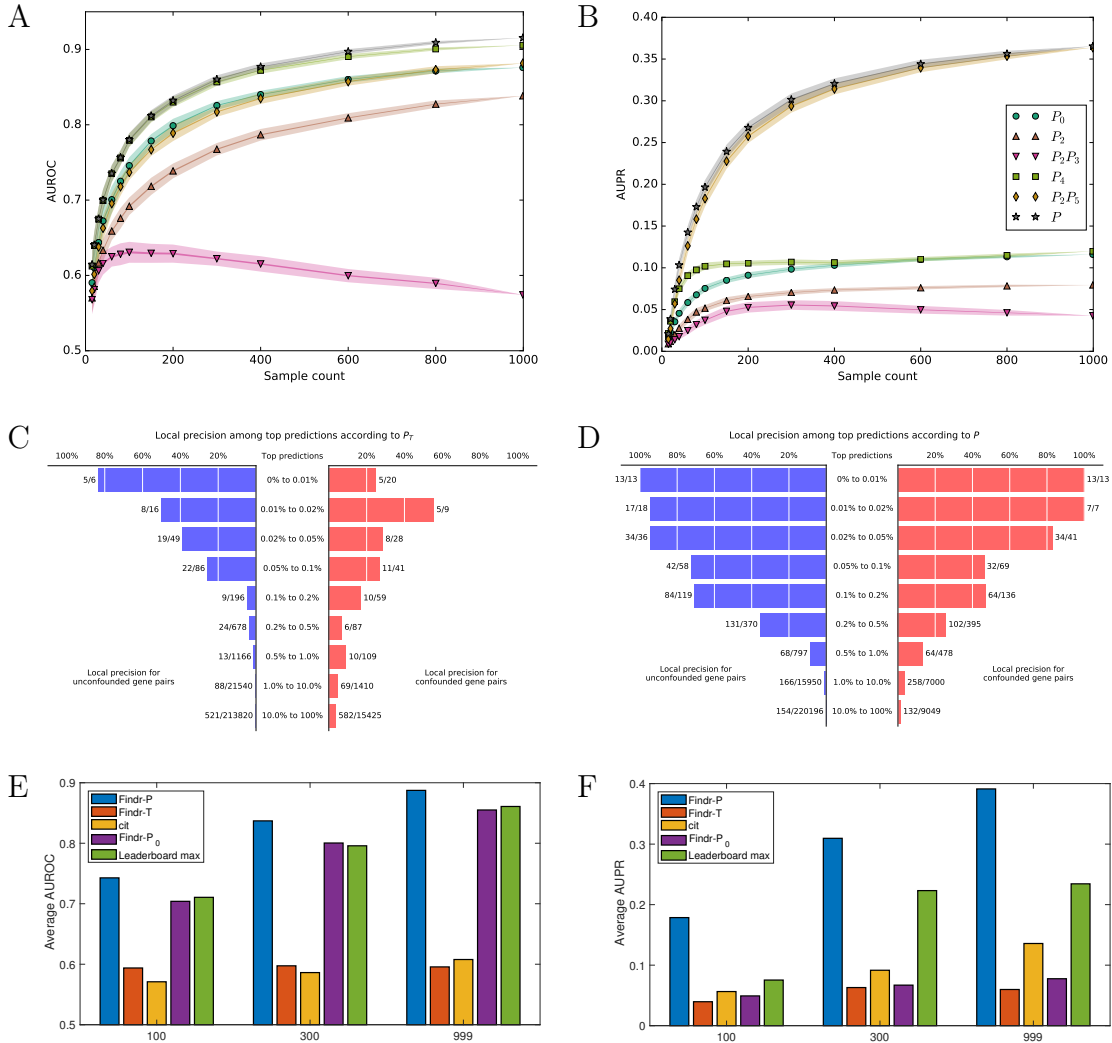 A
AUROC
0.9
0.8
0.7
0.6
0.5
0 200 400 600 800 1000
Sample count
B
AUPR
0.40
0.35
0.30
0.25
0.20
0.15
0.10
0.05
0.00
0 200 400 600 800 1000
Sample count
P0
P2
P2P3
P4
P2P5
P
C
Local precision among top predictions according to PT
100% 80% 60% 40% 20% Top predictions 20% 40% 60% 80% 100%
5/6 0% to 0.01% 5/20
8/16 0.01% to 0.02% 5/9
19/49 0.02% to 0.05% 8/28
22/86 0.05% to 0.1% 11/41
9/196 0.1% to 0.2% 10/59
24/678 0.2% to 0.5% 6/87
13/1166 0.5% to 1.0% 10/109
88/21540 1.0% to 10.0% 69/1410
521/213820 10.0% to 100% 582/15425
Local precision for
unconfounded gene pairs
Local precision for
confounded gene pairs
D
Local precision among top predictions according to P
100% 80% 60% 40% 20% Top predictions 20% 40% 60% 80% 100%
13/13 0% to 0.01% 13/13
17/18 0.01% to 0.02% 7/7
34/36 0.02% to 0.05% 34/41
42/58 0.05% to 0.1% 32/69
84/119 0.1% to 0.2% 64/136
131/370 0.2% to 0.5% 102/395
68/797 0.5% to 1.0% 64/478
166/15950 1.0% to 10.0% 258/7000
154/220196 10.0% to 100% 132/9049
Local precision for
unconfounded gene pairs
Local precision for
confounded gene pairs
E
Average AUROC
0.9
0.8
0.7
0.6
0.5
Findr-P
Findr-T
cit
Findr-P0
Leaderboard max
100 300 999
F
Average AUPR
0.4
0.3
0.2
0.1
0
Findr-P
Findr-T
cit
Findr-P0
Leaderboard max
100 300 999